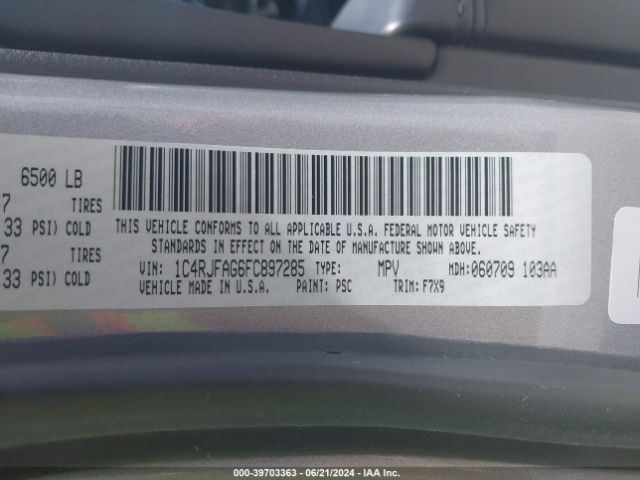 6500 LB
7 TIRES
33 PSI) COLD
7 TIRES
33 PSI) COLD
THIS VEHICLE CONFORMS TO ALL APPLICABLE U.S.A. FEDERAL MOTOR VEHICLE SAFETY
STANDARDS IN EFFECT ON THE DATE OF MANUFACTURE SHOWN ABOVE.
VIN: 1C4RJFAG6FC897285 TYPE: MPV MDH:060709 103AA
VEHICLE MADE IN U.S.A. PAINT: PSC TRIM: F7X9
000-39703363 - 06/21/2024 - IAA Inc.